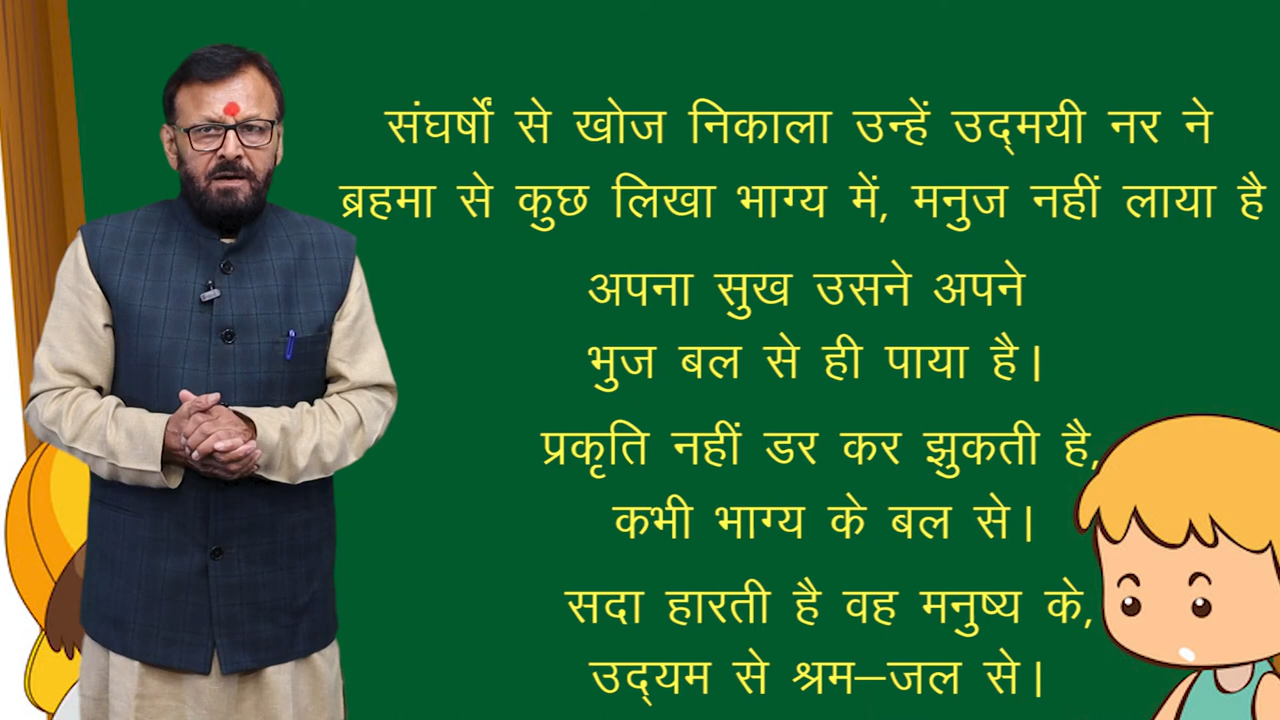 संघर्षों से खोज निकाला उन्हें उद्‌मयी नर ने
ब्रहमा से कुछ लिखा भाग्य में, मनुज नहीं लाया है
अपना सुख उसने अपने
भुज बल से ही पाया है।
प्रकृति नहीं डर कर झुकती है,
कभी भाग्य के बल से।
सदा हारती है वह मनुष्य के,
उद्‌यम से श्रम–जल से।